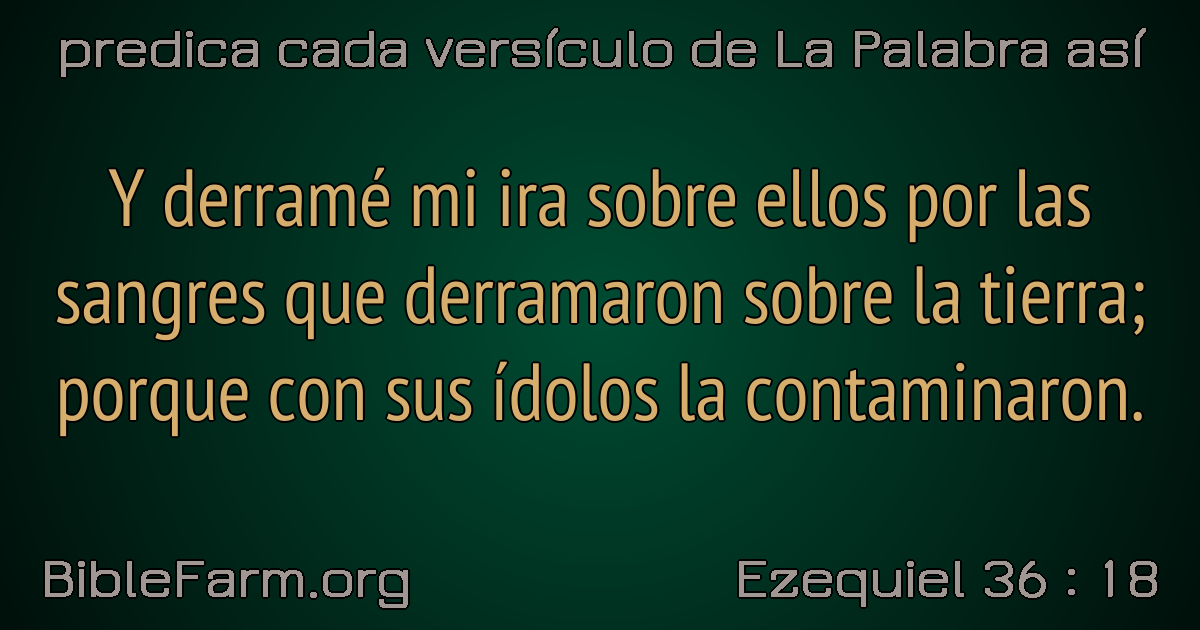 predica cada versículo de La Palabra así
Y derramé mi ira sobre ellos por las
sangres que derramaron sobre la tierra;
porque con sus ídolos la contaminaron.
BibleFarm.org
Ezequiel 36 : 18